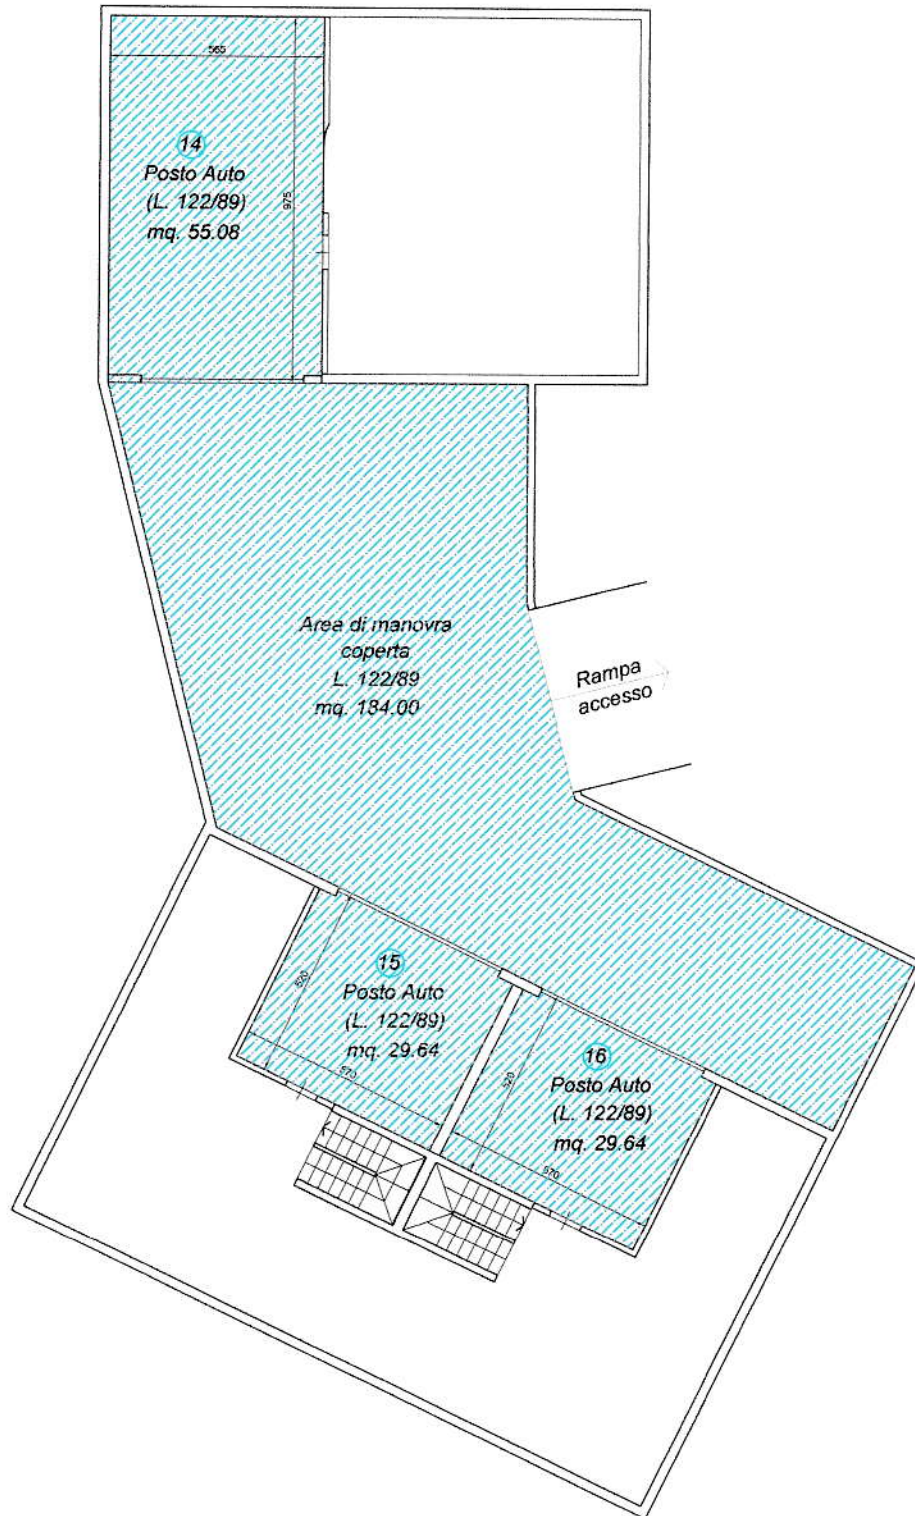 565
975
14
Posto Auto
(L. 122/89)
mq. 55.08
Area di manovra
coperta
L. 122/89
mq. 184.00
Rampa
accesso
15
Posto Auto
(L. 122/89)
mq. 29.64
520
570
16
Posto Auto
(L. 122/89)
mq. 29.64
520
570